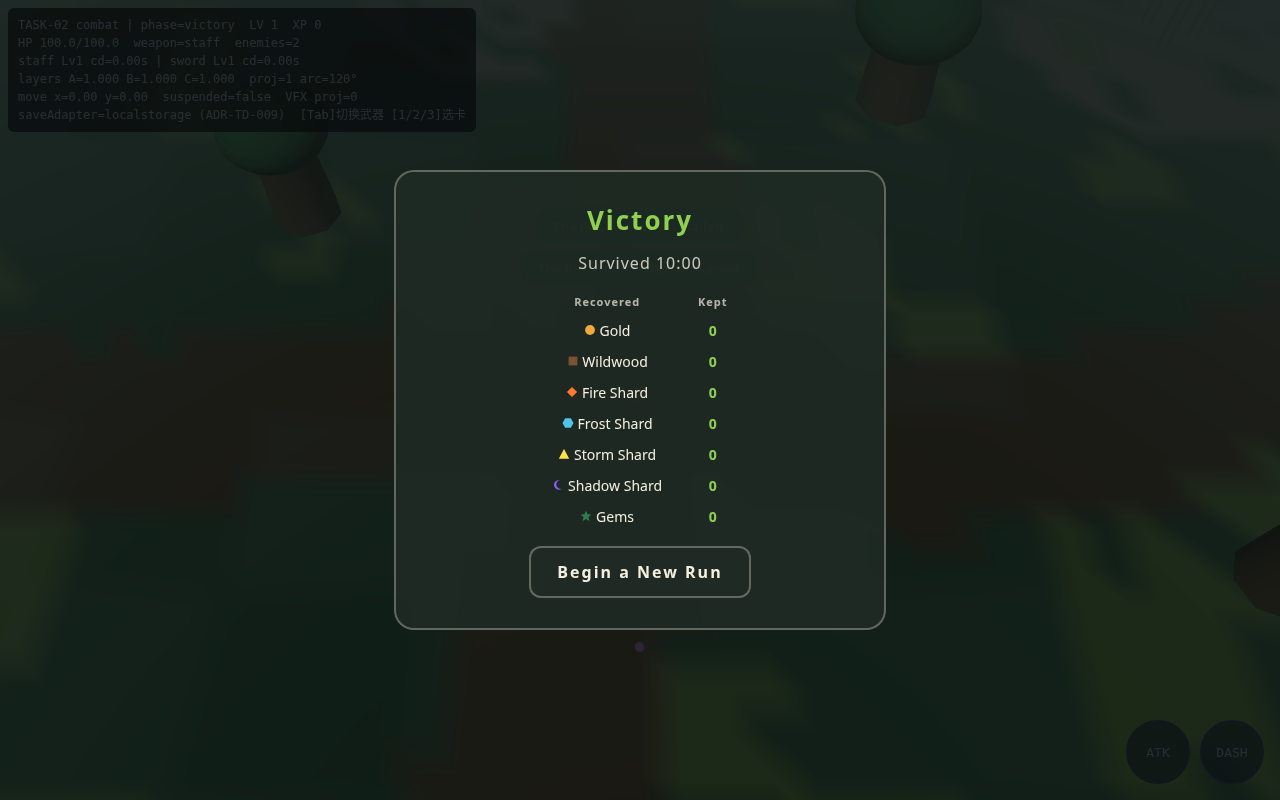 TASK-02 combat | phase=victory LV 1 XP 0
HP 100.0/100.0 weapon=staff enemies=2
staff Lv1 cd=0.00s | sword Lv1 cd=0.00s
layers A=1.000 B=1.000 C=1.000 proj=1 arc=120°
move x=0.00 y=0.00 suspended=false VFX proj=0
saveAdapter=localstorage (ADR-TD-009) [Tab]切换武器 [1/2/3]选卡
Victory
Survived 10:00
Recovered Kept
Gold 0
Wildwood 0
Fire Shard 0
Frost Shard 0
Storm Shard 0
Shadow Shard 0
Gems 0
Begin a New Run
ATK DASH